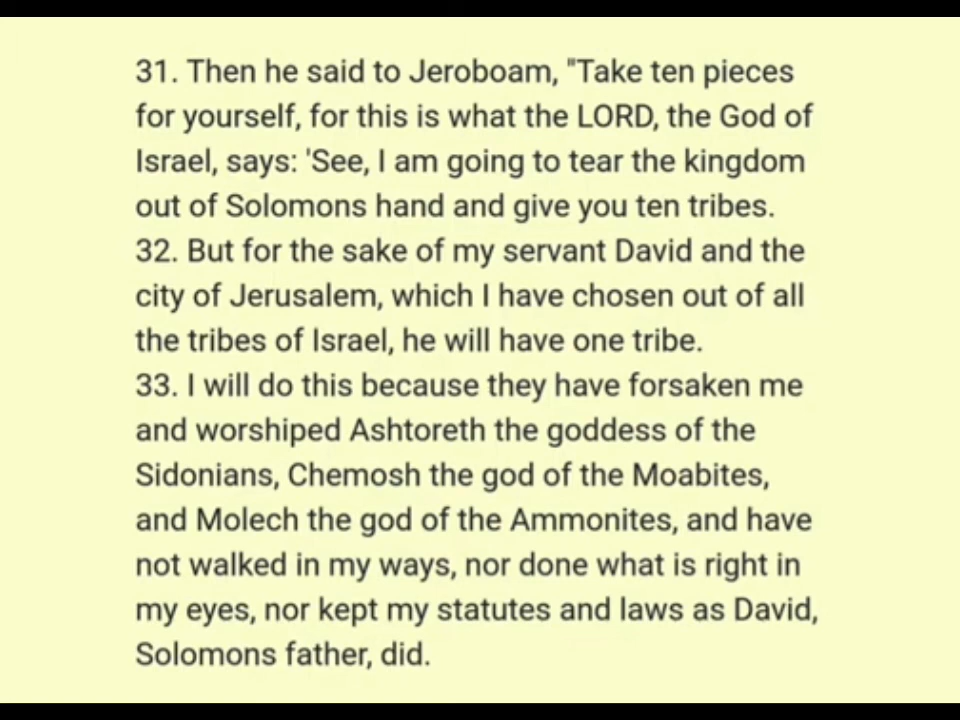 31. Then he said to Jeroboam, "Take ten pieces
for yourself, for this is what the LORD, the God of
Israel, says: 'See, I am going to tear the kingdom
out of Solomons hand and give you ten tribes.
32. But for the sake of my servant David and the
city of Jerusalem, which I have chosen out of all
the tribes of Israel, he will have one tribe.
33. I will do this because they have forsaken me
and worshiped Ashtoreth the goddess of the
Sidonians, Chemosh the god of the Moabites,
and Molech the god of the Ammonites, and have
not walked in my ways, nor done what is right in
my eyes, nor kept my statutes and laws as David,
Solomons father, did.